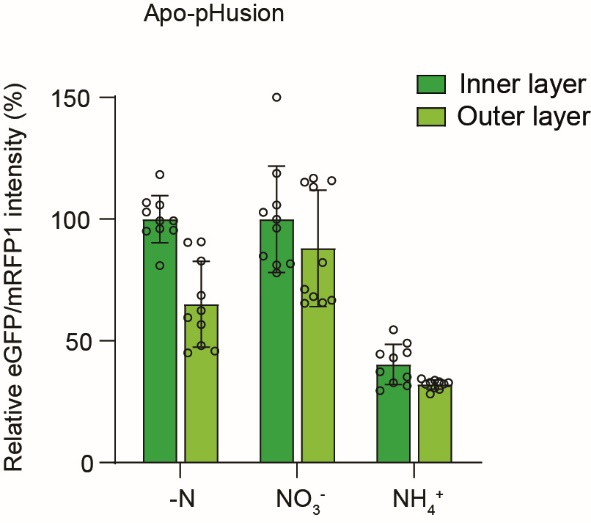 Apo-pHusion
Relative eGFP/mRFP1 intensity (%)
150
100
50
0
Inner layer
Outer layer
-N
NO₃⁻
NH₄⁺